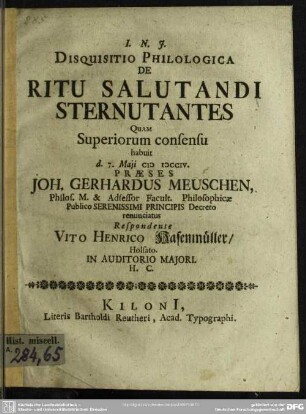 I. N. J.
DISQUISITIO PHILOLOGICA
DE
RITU SALUTANDI
STERNUTANTES
QUAM
Superiorum consensu
habuit
d. 7. Maji CIƆ IƆCCIV.
PRÆSES
JOH. GERHARDUS MEUSCHEN,
Philos. M. & Adsessor Facult. Philosophicæ
Publico SERENISSIMI PRINCIPIS Decreto
renunciatus
Respondente
VITO HENRICO Hasenmüller/
Holsato.
IN AUDITORIO MAJORI.
H. C.
KILONI,
Literis Bartholdi Reutheri, Acad. Typographi.
Hist. miscell.
A. 284,65
DFG